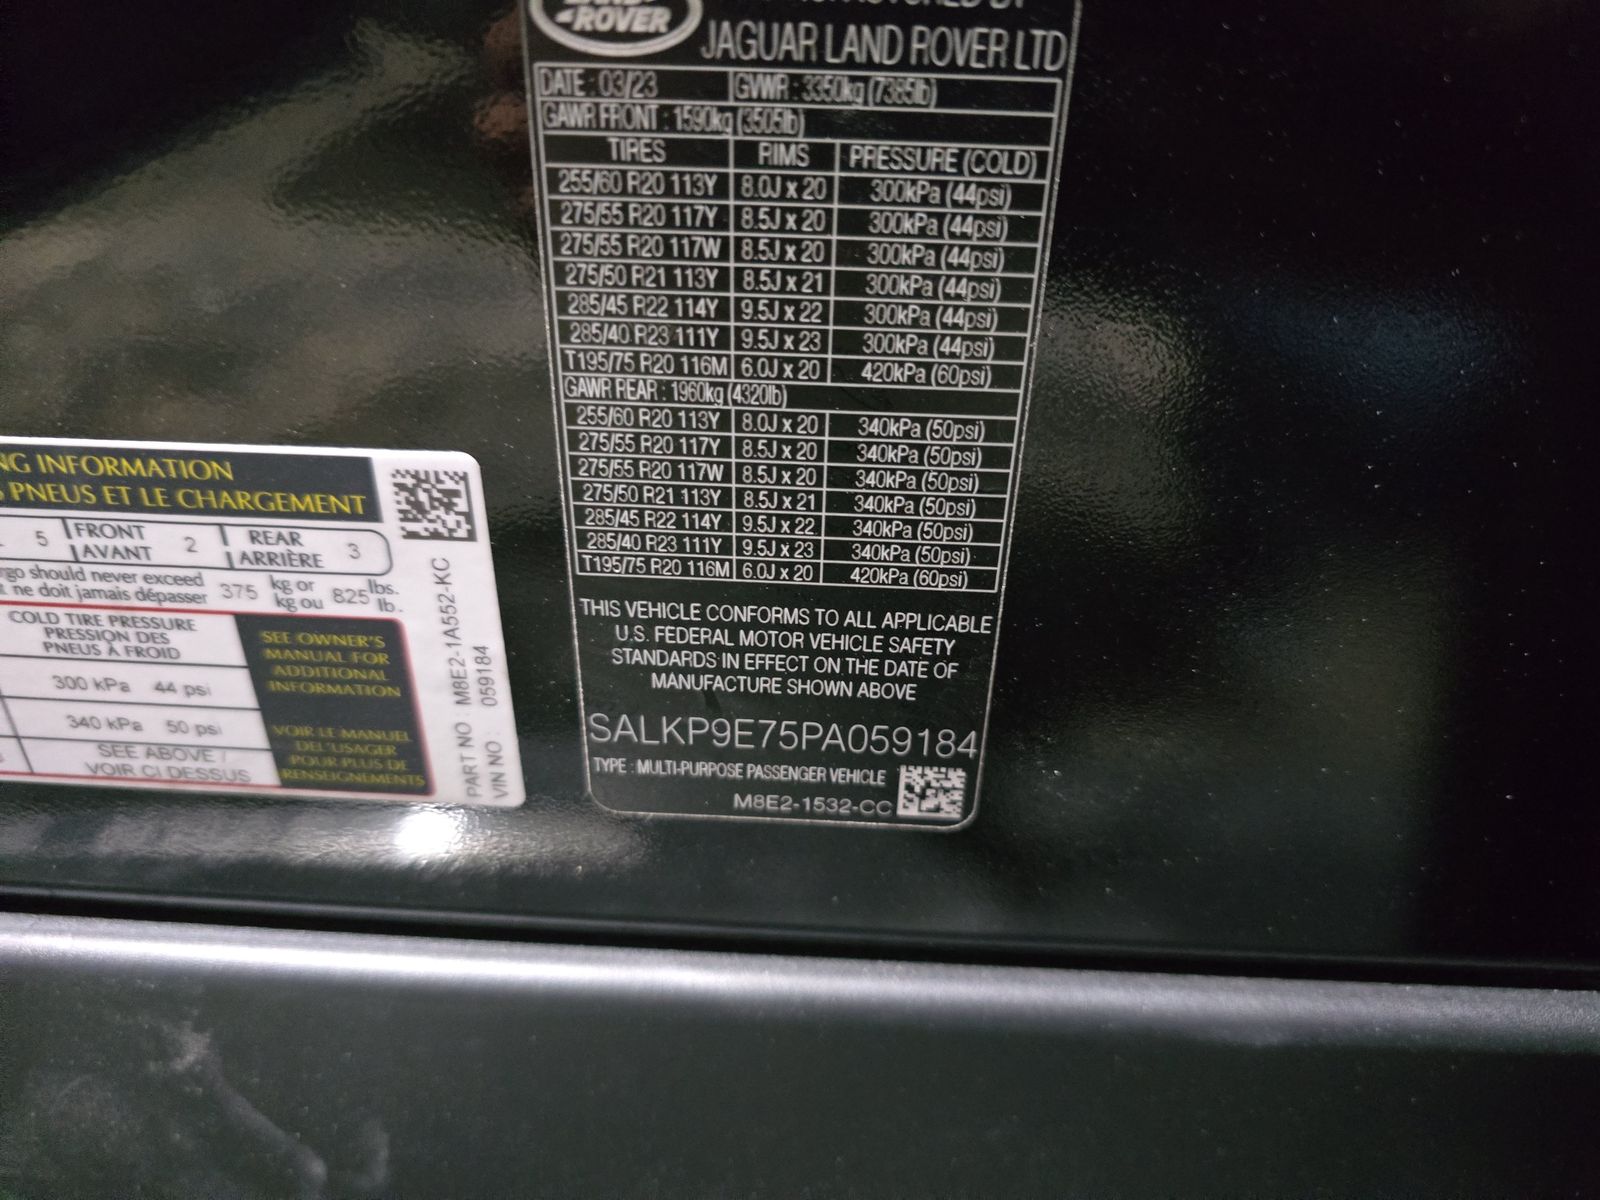 LAND-
-ROVER
MANUFACTURED BY
JAGUAR LAND ROVER LTD
DATE : 03/23 GVWR : 3350kg (7385lb)
GAWR FRONT : 1590kg (3505lb)
TIRES RIMS PRESSURE (COLD)
255/60 R20 113Y 8.0J x 20 300kPa (44psi)
275/55 R20 117Y 8.5J x 20 300kPa (44psi)
275/55 R20 117W 8.5J x 20 300kPa (44psi)
275/50 R21 113Y 8.5J x 21 300kPa (44psi)
285/45 R22 114Y 9.5J x 22 300kPa (44psi)
285/40 R23 111Y 9.5J x 23 300kPa (44psi)
T195/75 R20 116M 6.0J x 20 420kPa (60psi)
GAWR REAR : 1960kg (4320lb)
255/60 R20 113Y 8.0J x 20 340kPa (50psi)
275/55 R20 117Y 8.5J x 20 340kPa (50psi)
275/55 R20 117W 8.5J x 20 340kPa (50psi)
275/50 R21 113Y 8.5J x 21 340kPa (50psi)
285/45 R22 114Y 9.5J x 22 340kPa (50psi)
285/40 R23 111Y 9.5J x 23 340kPa (50psi)
T195/75 R20 116M 6.0J x 20 420kPa (60psi)
THIS VEHICLE CONFORMS TO ALL APPLICABLE
U.S. FEDERAL MOTOR VEHICLE SAFETY
STANDARDS IN EFFECT ON THE DATE OF
MANUFACTURE SHOWN ABOVE
SALKP9E75PA059184
TYPE : MULTI-PURPOSE PASSENGER VEHICLE
M8E2-1532-CC
NG INFORMATION
PNEUS ET LE CHARGEMENT
5 FRONT 2 REAR 3
AVANT ARRIÈRE
rgo should never exceed 375 kg or 825 lbs.
ne doit jamais dépasser kg ou lb.
COLD TIRE PRESSURE
PRESSION DES
PNEUS À FROID
300 kPa 44 psi
340 kPa 50 psi
SEE ABOVE /
VOIR CI DESSUS
SEE OWNER'S
MANUAL FOR
ADDITIONAL
INFORMATION
VOIR LE MANUEL
DEL'USAGER
POUR PLUS DE
RENSEIGNEMENTS
PART NO : M8E2-1A552-KC
VIN NO : 059184